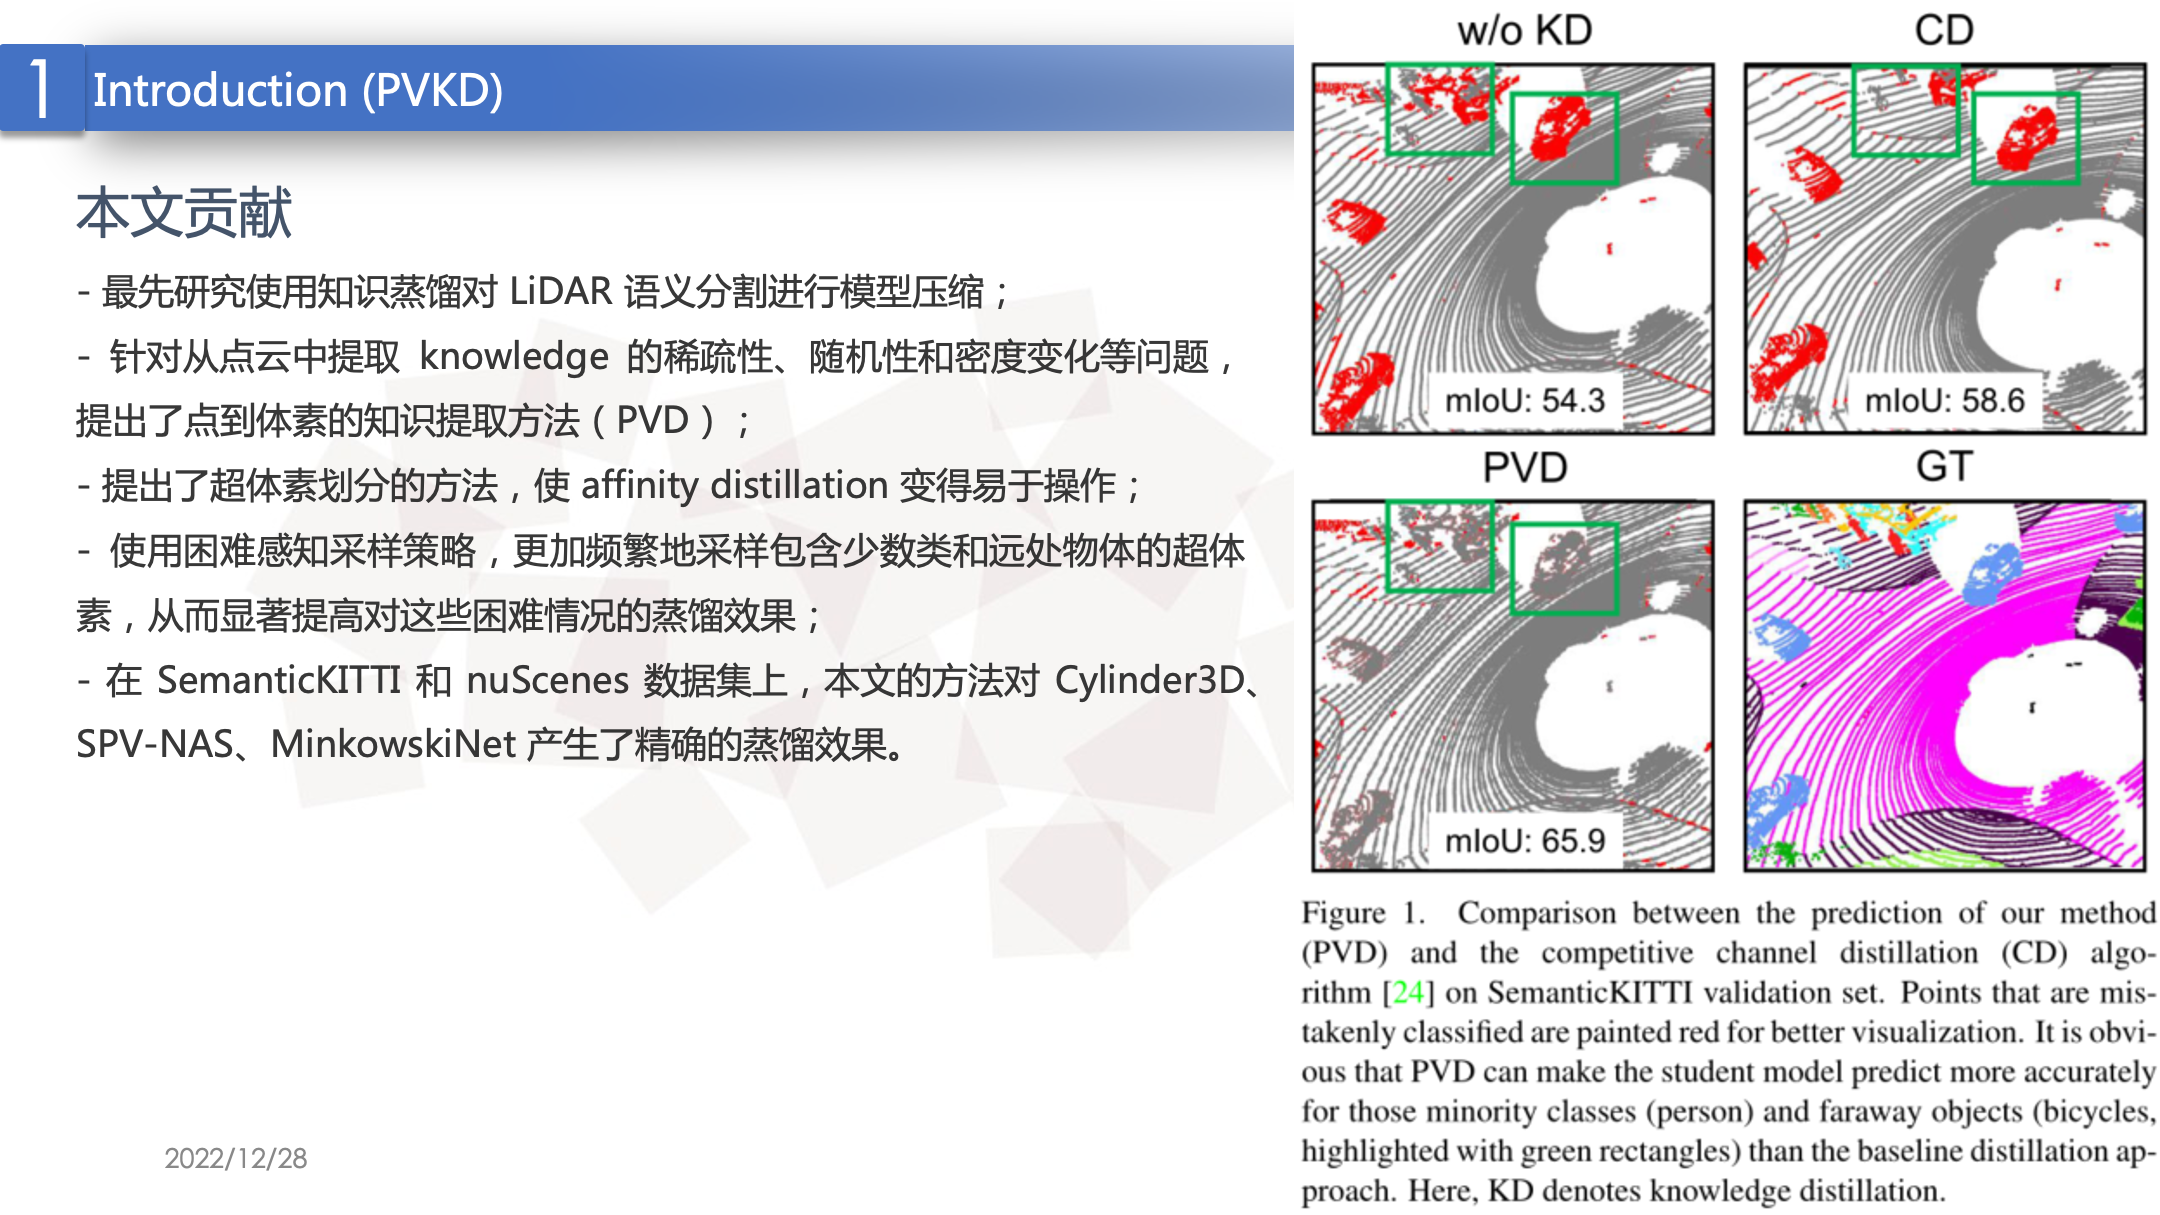 1
Introduction (PVKD)
本文贡献
- 最先研究使用知识蒸馏对 LiDAR 语义分割进行模型压缩；
- 针对从点云中提取 knowledge 的稀疏性、随机性和密度变化等问题，
提出了点到体素的知识提取方法（PVD）；
- 提出了超体素划分的方法，使 affinity distillation 变得易于操作；
- 使用困难感知采样策略，更加频繁地采样包含少数类和远处物体的超体
素，从而显著提高对这些困难情况的蒸馏效果；
- 在 SemanticKITTI 和 nuScenes 数据集上，本文的方法对 Cylinder3D、
SPV-NAS、MinkowskiNet 产生了精确的蒸馏效果。
2022/12/28
w/o KD
CD
mIoU: 54.3
mIoU: 58.6
PVD
GT
mIoU: 65.9
Figure 1. Comparison between the prediction of our method
(PVD) and the competitive channel distillation (CD) algo-
rithm [24] on SemanticKITTI validation set. Points that are mis-
takenly classified are painted red for better visualization. It is obvi-
ous that PVD can make the student model predict more accurately
for those minority classes (person) and faraway objects (bicycles,
highlighted with green rectangles) than the baseline distillation ap-
proach. Here, KD denotes knowledge distillation.